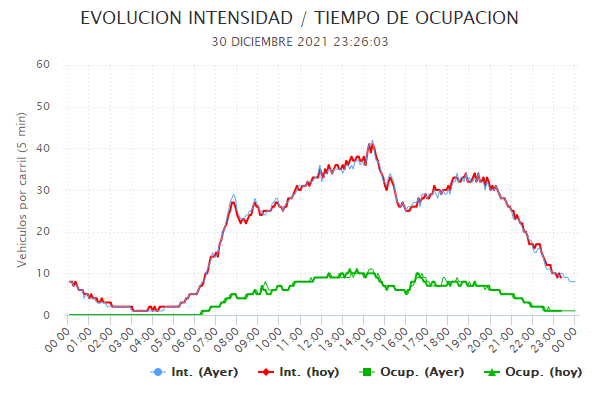 EVOLUCION INTENSIDAD / TIEMPO DE OCUPACION
30 DICIEMBRE 2021 23:26:03
Vehiculos por carril (5 min)
60
50
40
30
20
10
0
00:00 01:00 02:00 03:00 04:00 05:00 06:00 07:00 08:00 09:00 10:00 11:00 12:00 13:00 14:00 15:00 16:00 17:00 18:00 19:00 20:00 21:00 22:00 23:00 00:00
Int. (Ayer) Int. (hoy) Ocup. (Ayer) Ocup. (hoy)